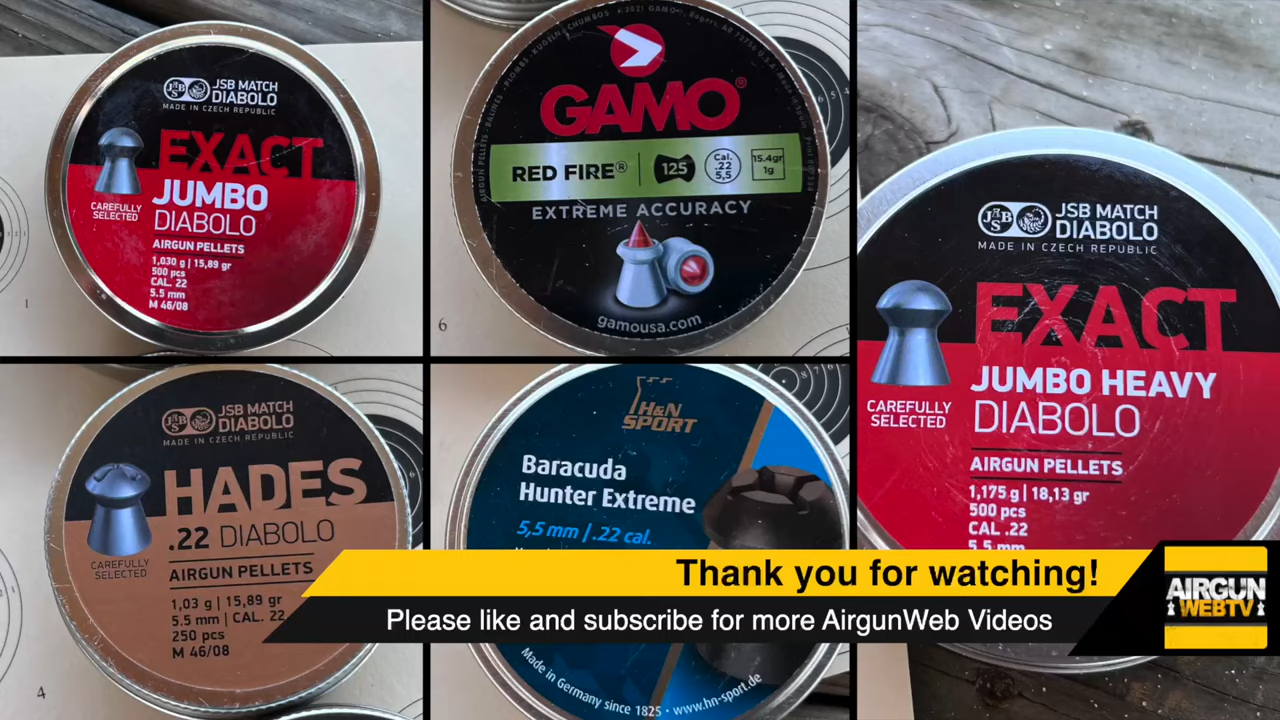 JSB MATCH
DIABOLO
MADE IN CZECH REPUBLIC
EXACT
JUMBO
DIABOLO
CAREFULLY
SELECTED
AIRGUN PELLETS
1,030 g | 15,89 gr
500 pcs
CAL. 22
5.5 mm
M 46/08
GAMO®
RED FIRE®
125
Cal.
.22
5,5
15.4gr
1g
EXTREME ACCURACY
gamousa.com
6
JSB MATCH
DIABOLO
MADE IN CZECH REPUBLIC
EXACT
JUMBO HEAVY
DIABOLO
CAREFULLY
SELECTED
AIRGUN PELLETS
1,175 g | 18,13 gr
500 pcs
CAL .22
5.5 mm
JSB MATCH
DIABOLO
MADE IN CZECH REPUBLIC
HADES
.22 DIABOLO
CAREFULLY
SELECTED
AIRGUN PELLETS
1,03 g | 15,89 gr
5.5 mm | CAL. 22
250 pcs
M 46/08
4
H&N
SPORT
Baracuda
Hunter Extreme
5,5 mm | .22 cal.
Made in Germany since 1825 • www.hn-sport.de
Thank you for watching!
Please like and subscribe for more AirgunWeb Videos
AIRGUN
WEBTV